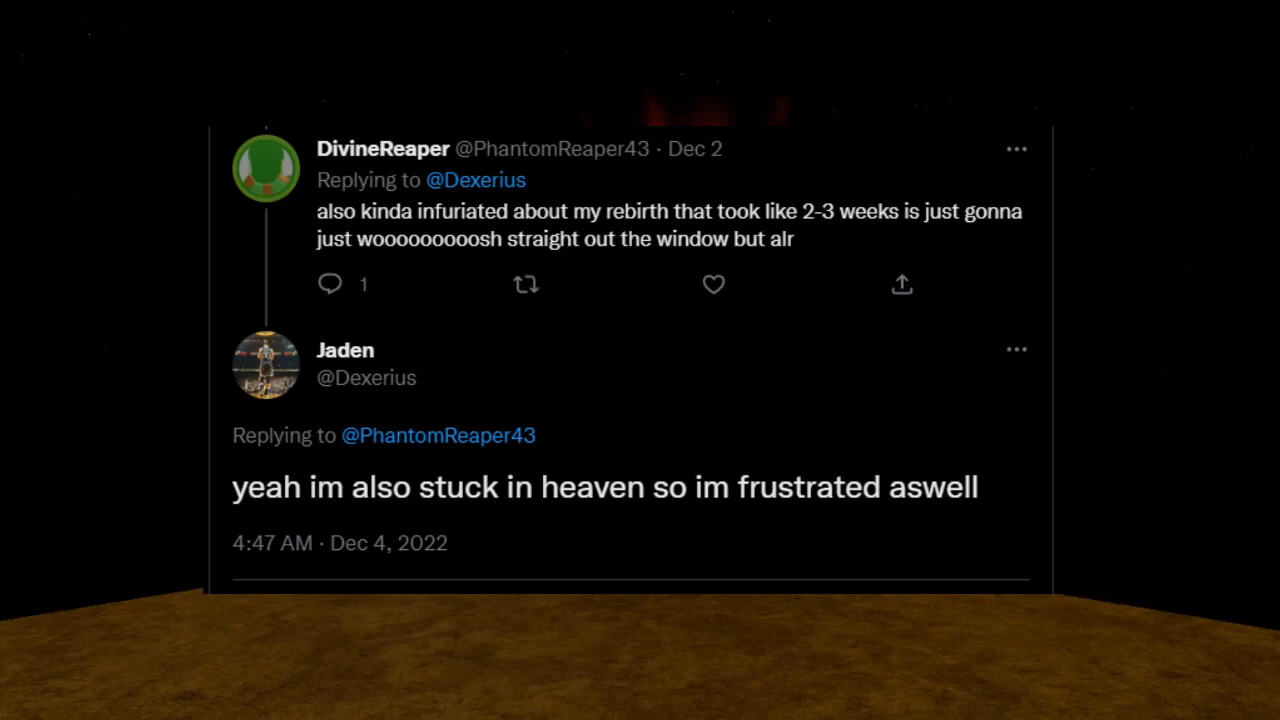 DivineReaper @PhantomReaper43 · Dec 2
Replying to @Dexerius
also kinda infuriated about my rebirth that took like 2-3 weeks is just gonna
just woooooooooosh straight out the window but alr
1
Jaden
@Dexerius
Replying to @PhantomReaper43
yeah im also stuck in heaven so im frustrated aswell
4:47 AM · Dec 4, 2022